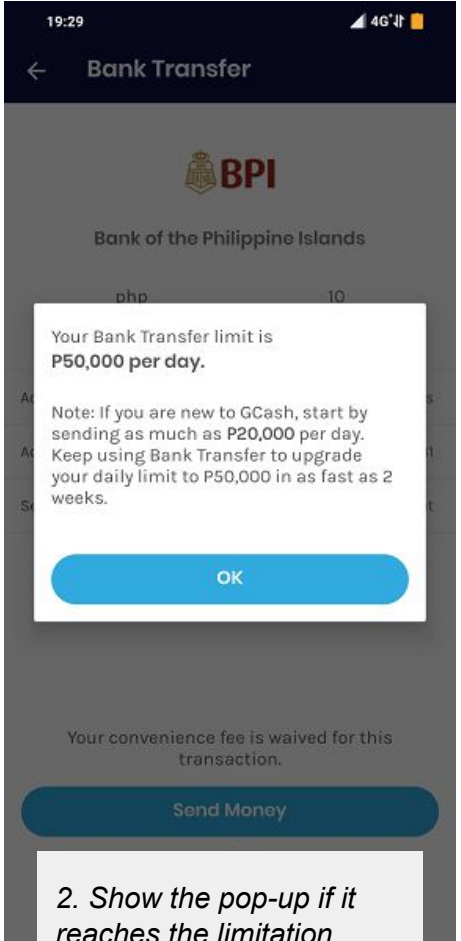 19:29
4G+
Bank Transfer
BPI
Bank of the Philippine Islands
php 10
Your Bank Transfer limit is
P50,000 per day.
Note: If you are new to GCash, start by
sending as much as P20,000 per day.
Keep using Bank Transfer to upgrade
your daily limit to P50,000 in as fast as 2
weeks.
OK
Your convenience fee is waived for this
transaction.
Send Money
2. Show the pop-up if it
reaches the limitation